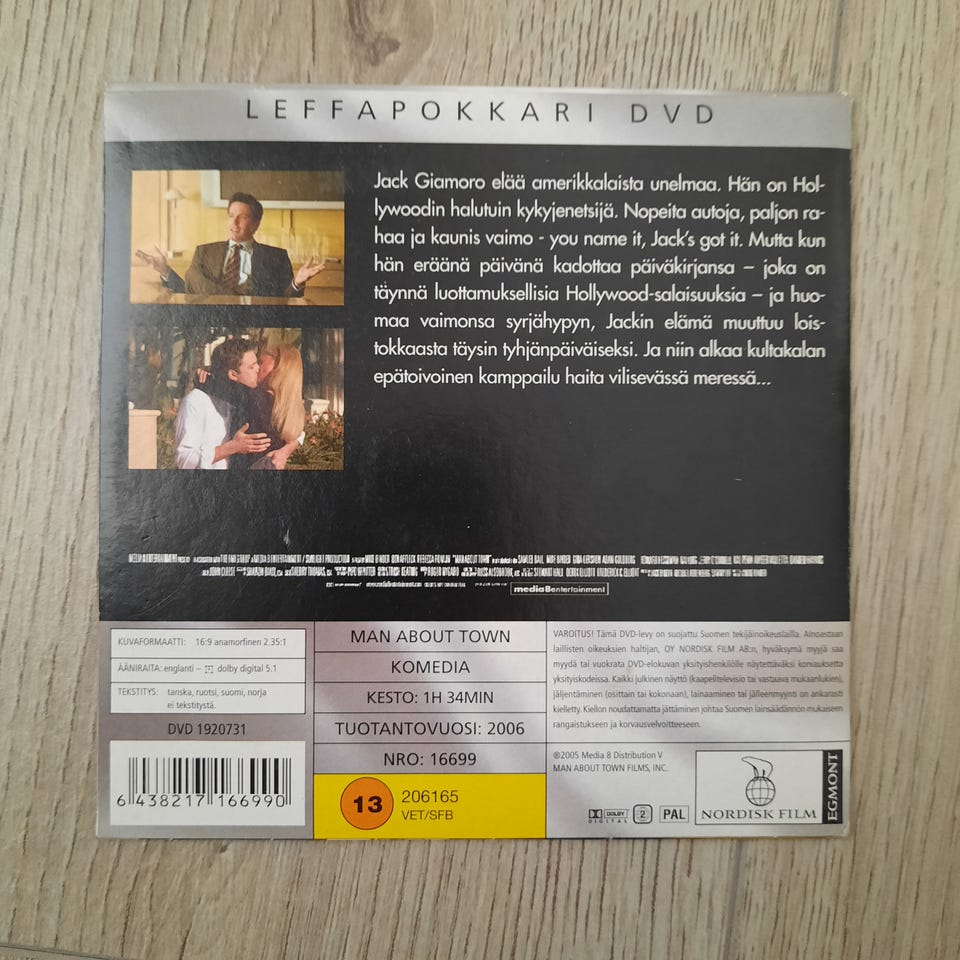 LEFFAPOKKARI DVD
Jack Giamoro elää amerikkalaista unelmaa. Hän on Hol-
lywoodin halutuin kykyjenetsijä. Nopeita autoja, paljon ra-
haa ja kaunis vaimo - you name it, Jack's got it. Mutta kun
hän eräänä päivänä kadottaa päiväkirjansa – joka on
täynnä luottamuksellisia Hollywood-salaisuuksia – ja huo-
maa vaimonsa syrjähypyn, Jackin elämä muuttuu lois-
tokkaasta täysin tyhjänpäiväiseksi. Ja niin alkaa kultakalan
epätoivoinen kamppailu haita vilisevässä meressä...
media8entertainment
KUVAFORMAATTI: 16:9 anamorfinen 2.35:1
ÄÄNIRAITA: englanti – dolby digital 5.1
TEKSTITYS: tanska, ruotsi, suomi, norja
ei tekstitystä.
DVD 1920731
6 438217 166990
MAN ABOUT TOWN
KOMEDIA
KESTO: 1H 34MIN
TUOTANTOVUOSI: 2006
NRO: 16699
13 206165
VET/SFB
VAROITUS! Tämä DVD-levy on suojattu Suomen tekijäinoikeuslailla. Ainoastaan
laillisten oikeuksien haltijan, OY NORDISK FILM AB:n, hyväksymä myyjä saa
myydä tai vuokrata DVD-elokuvan yksityishenkilölle näytettäväksi korvauksetta
yksityiskodeissa. Kaikki julkinen näyttö (kaapelitelevisio tai vastaava mukaanlukien),
jäljentäminen (osittain tai kokonaan), lainaaminen tai jälleenmyynti on ankarasti
kielletty. Kiellon noudattamatta jättäminen johtaa Suomen lainsäädännön mukaiseen
rangaistukseen ja korvausvelvoitteeseen.
®2005 Media 8 Distribution V
MAN ABOUT TOWN FILMS, INC.
DOLBY
DIGITAL
2
PAL
NORDISK FILM
EGMONT